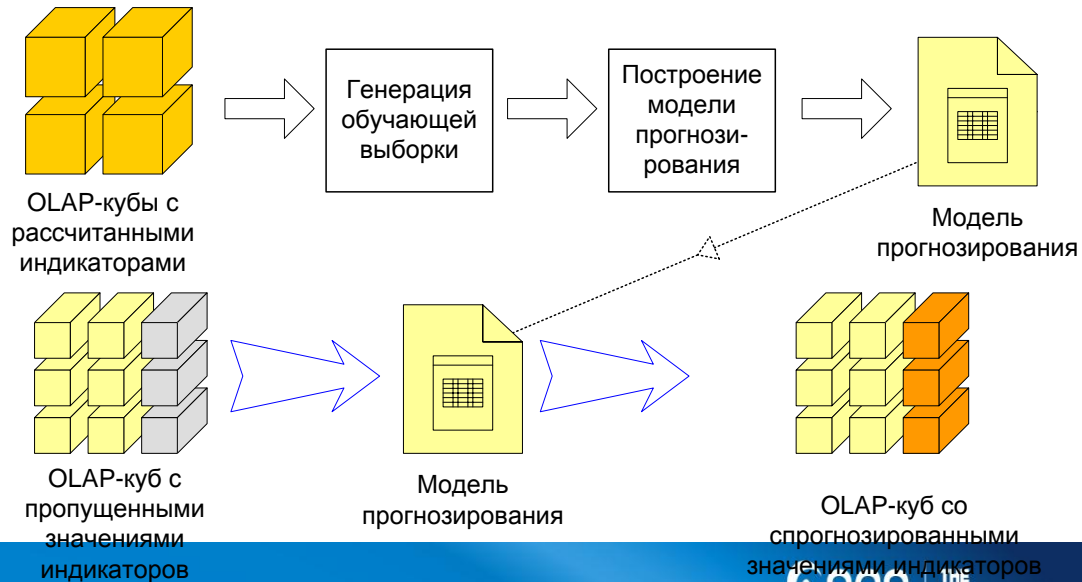 Генерация
обучающей
выборки
Построение
модели
прогнози-
рования
OLAP-кубы с
рассчитанными
индикаторами
Модель
прогнозирования
OLAP-куб с
пропущенными
значениями
индикаторов
Модель
прогнозирования
OLAP-куб со
спрогнозированными
значениями индикаторов